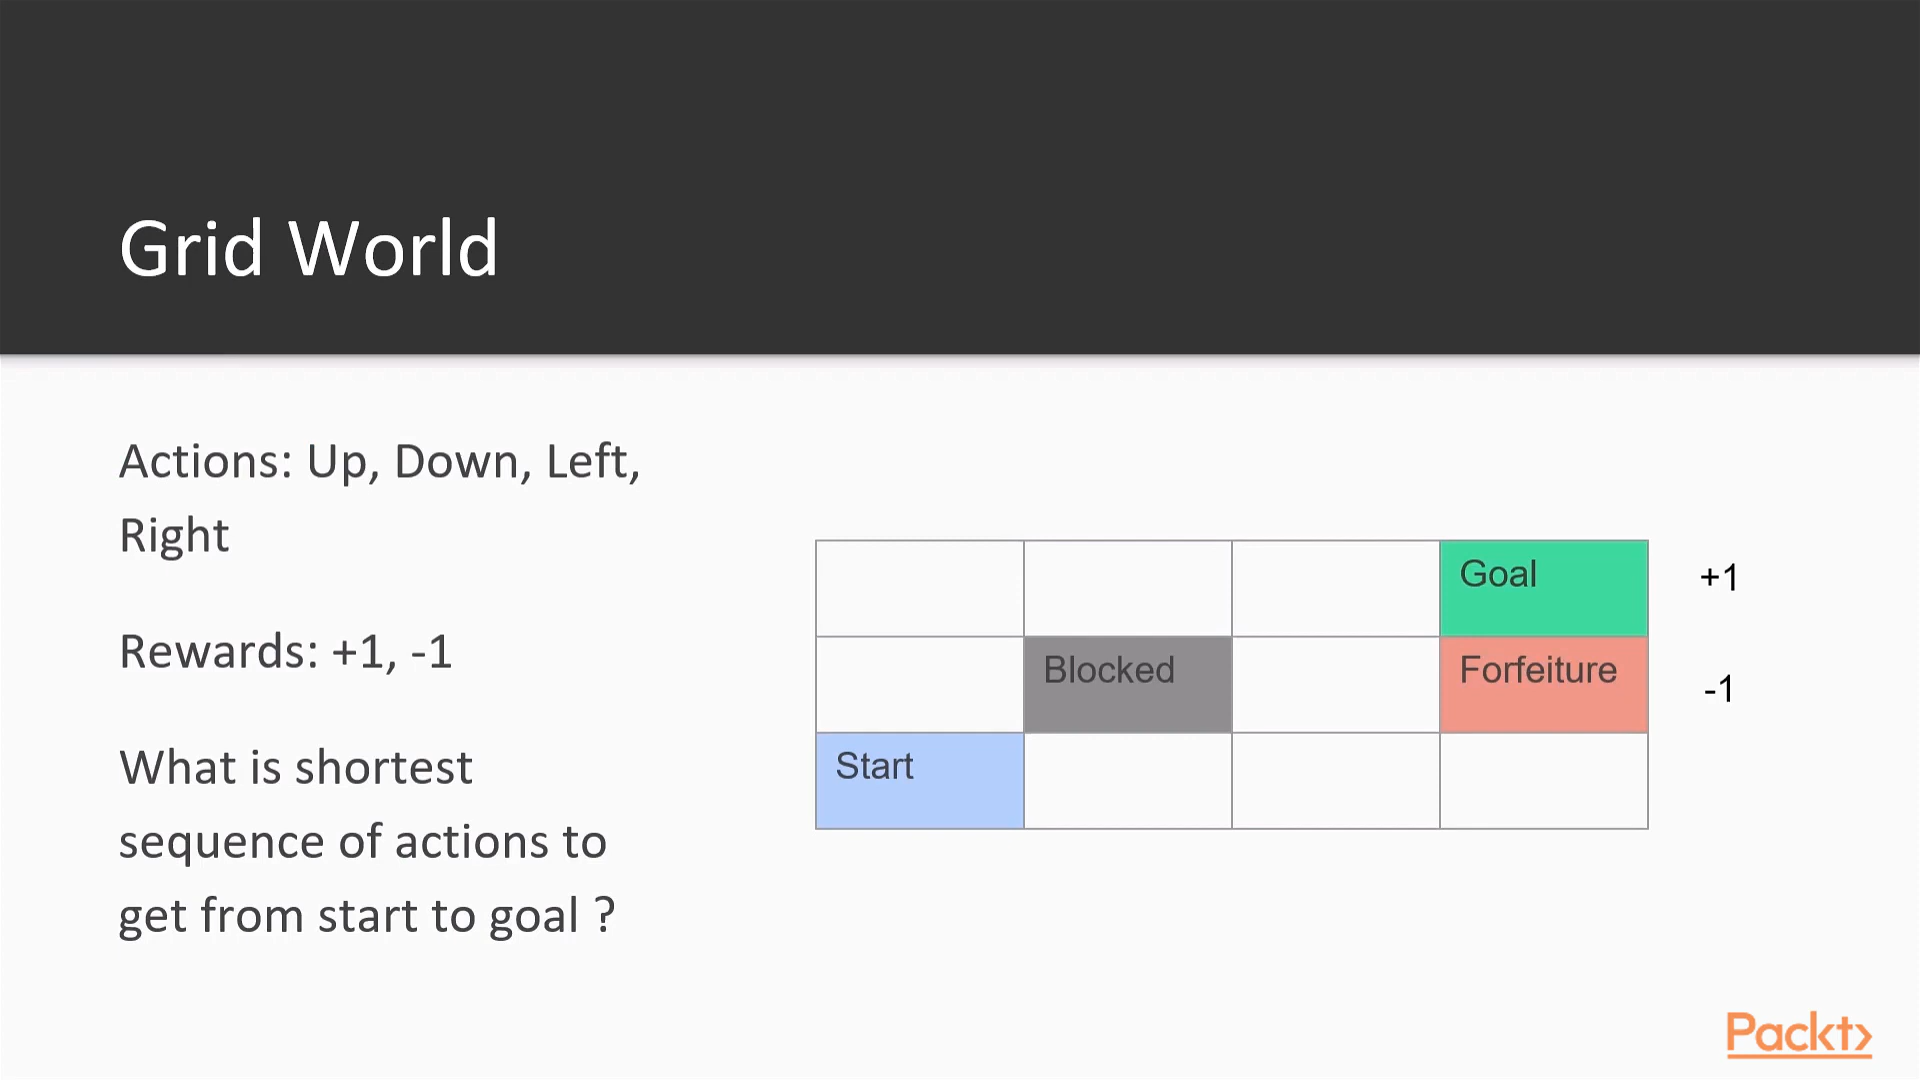 Grid World
Actions: Up, Down, Left,
Right
Rewards: +1, -1
What is shortest
sequence of actions to
get from start to goal ?
Goal
+1
Blocked
Forfeiture
-1
Start
Packt>